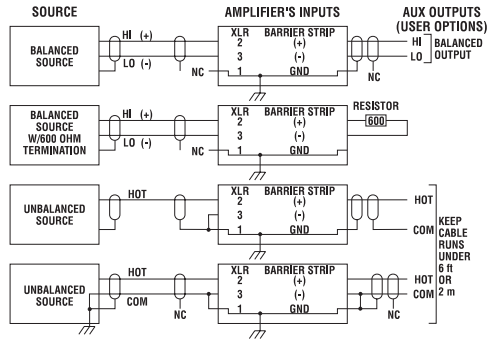 SOURCE AMPLIFIER'S INPUTS AUX OUTPUTS
(USER OPTIONS)
BALANCED
SOURCE
HI (+)
LO (-)
NC
XLR BARRIER STRIP
2 (+)
3 (-)
1 GND
NC
HI
LO
BALANCED
OUTPUT
BALANCED
SOURCE
W/600 OHM
TERMINATION
HI (+)
LO (-)
NC
XLR BARRIER STRIP
2 (+)
3 (-)
1 GND
RESISTOR
600
UNBALANCED
SOURCE
HOT
XLR BARRIER STRIP
2 (+)
3 (-)
1 GND
HOT
COM
UNBALANCED
SOURCE
HOT
COM
NC
XLR BARRIER STRIP
2 (+)
3 (-)
1 GND
NC
HOT
COM
KEEP
CABLE
RUNS
UNDER
6 ft
OR
2 m